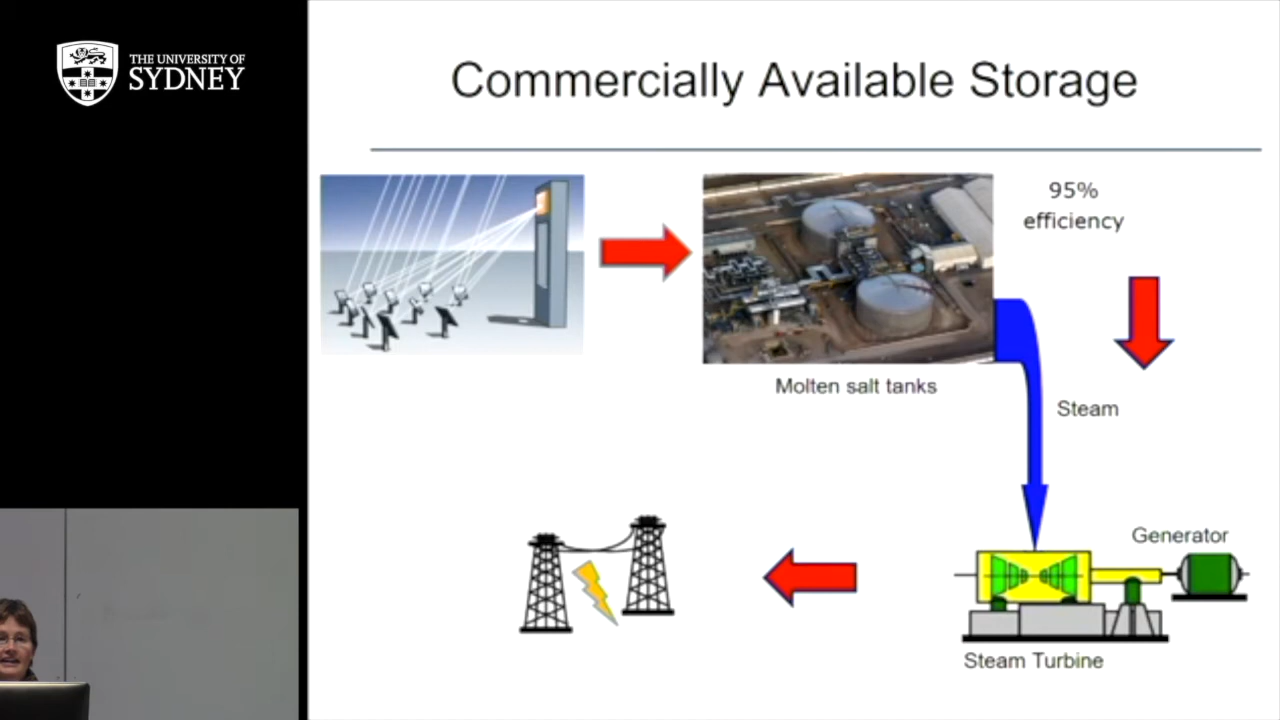 THE UNIVERSITY OF
SYDNEY
Commercially Available Storage
95%
efficiency
Molten salt tanks
Steam
Generator
Steam Turbine